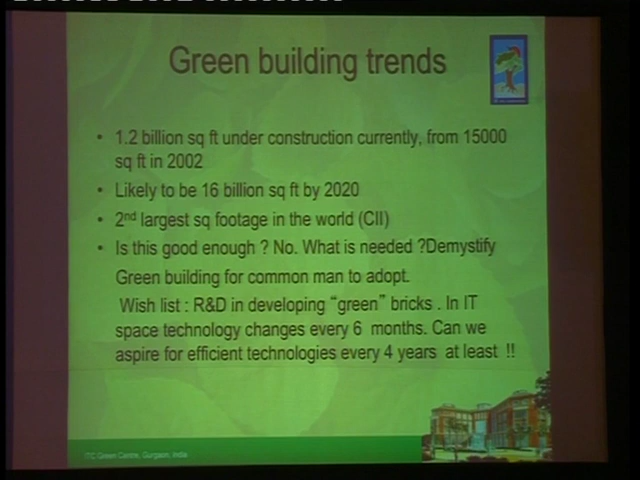 Green building trends
• 1.2 billion sq ft under construction currently, from 15000
sq ft in 2002
• Likely to be 16 billion sq ft by 2020
• 2nd largest sq footage in the world (CII)
• Is this good enough ? No. What is needed ?Demystify
Green building for common man to adopt.
Wish list : R&D in developing “green” bricks . In IT
space technology changes every 6 months. Can we
aspire for efficient technologies every 4 years at least !!
ITC Green Centre, Gurgaon, India